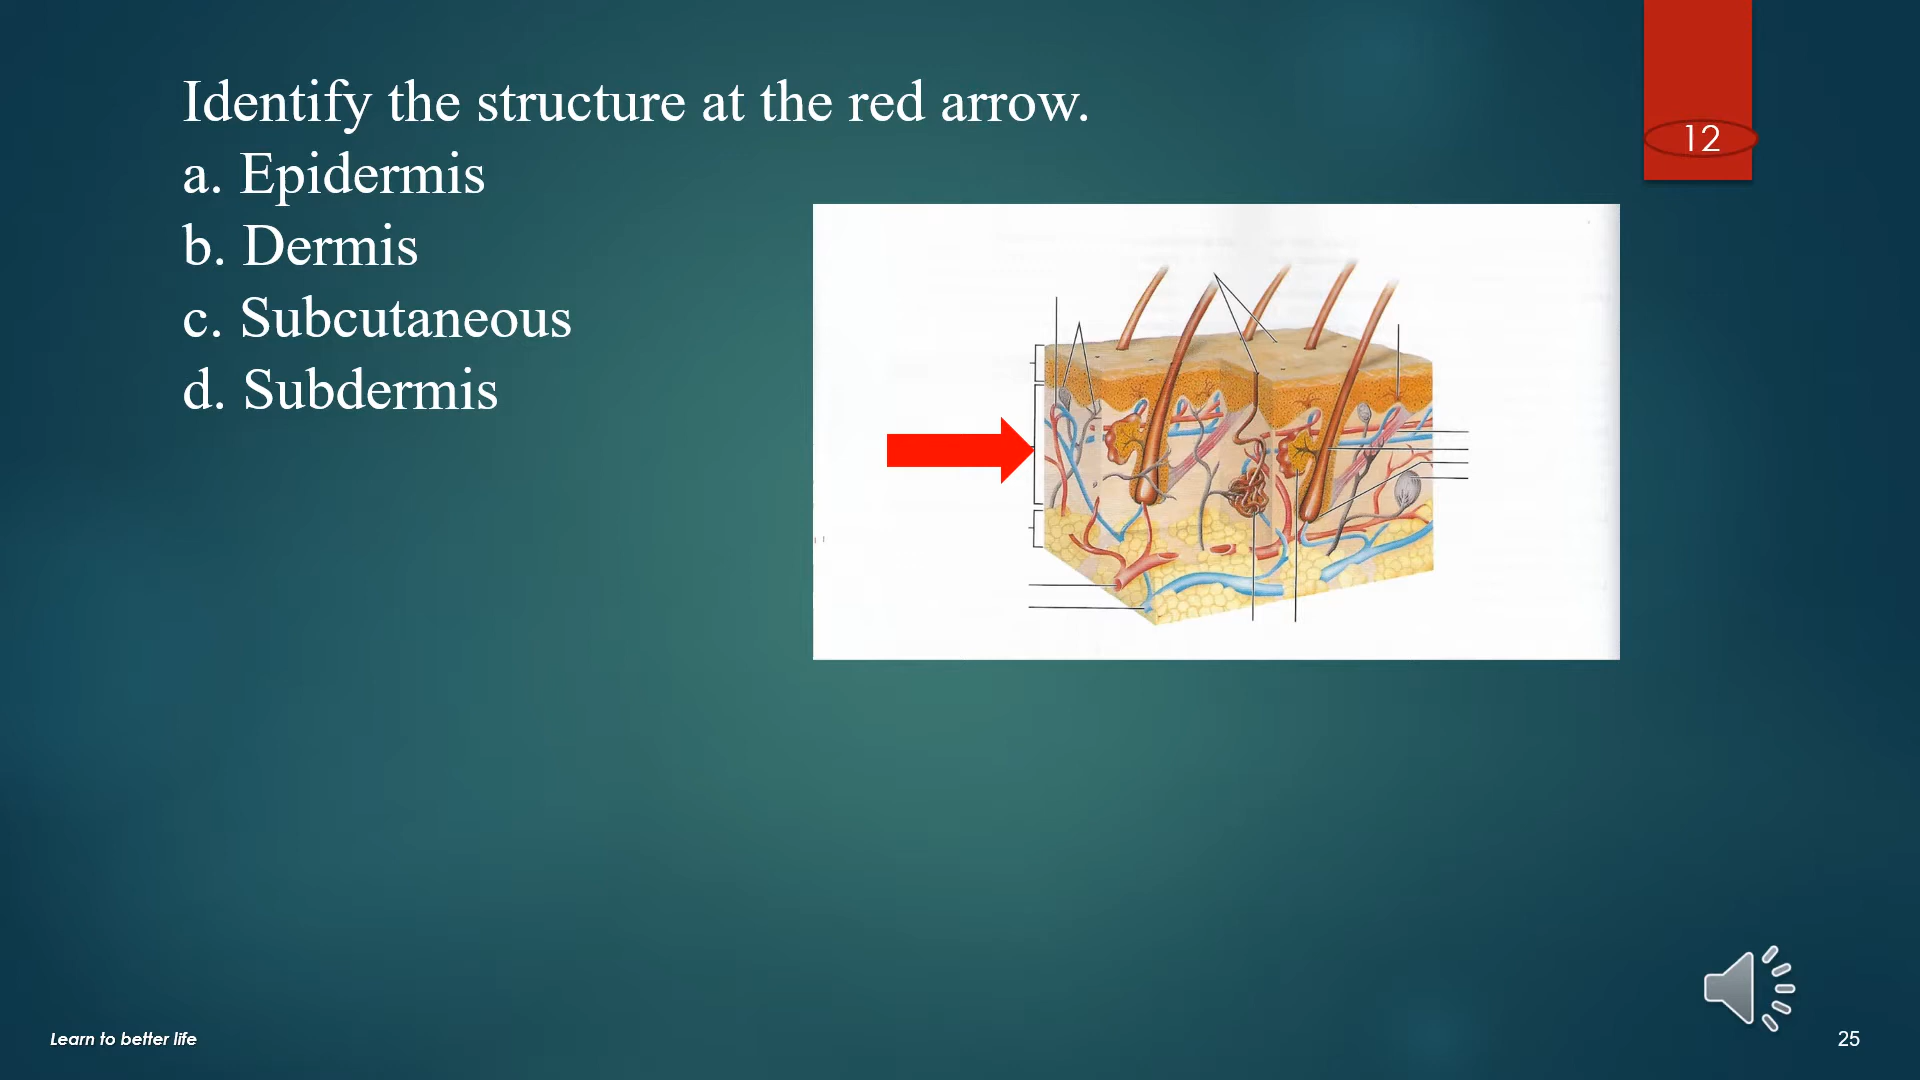 Identify the structure at the red arrow.
a. Epidermis
b. Dermis
c. Subcutaneous
d. Subdermis
12
Learn to better life
25